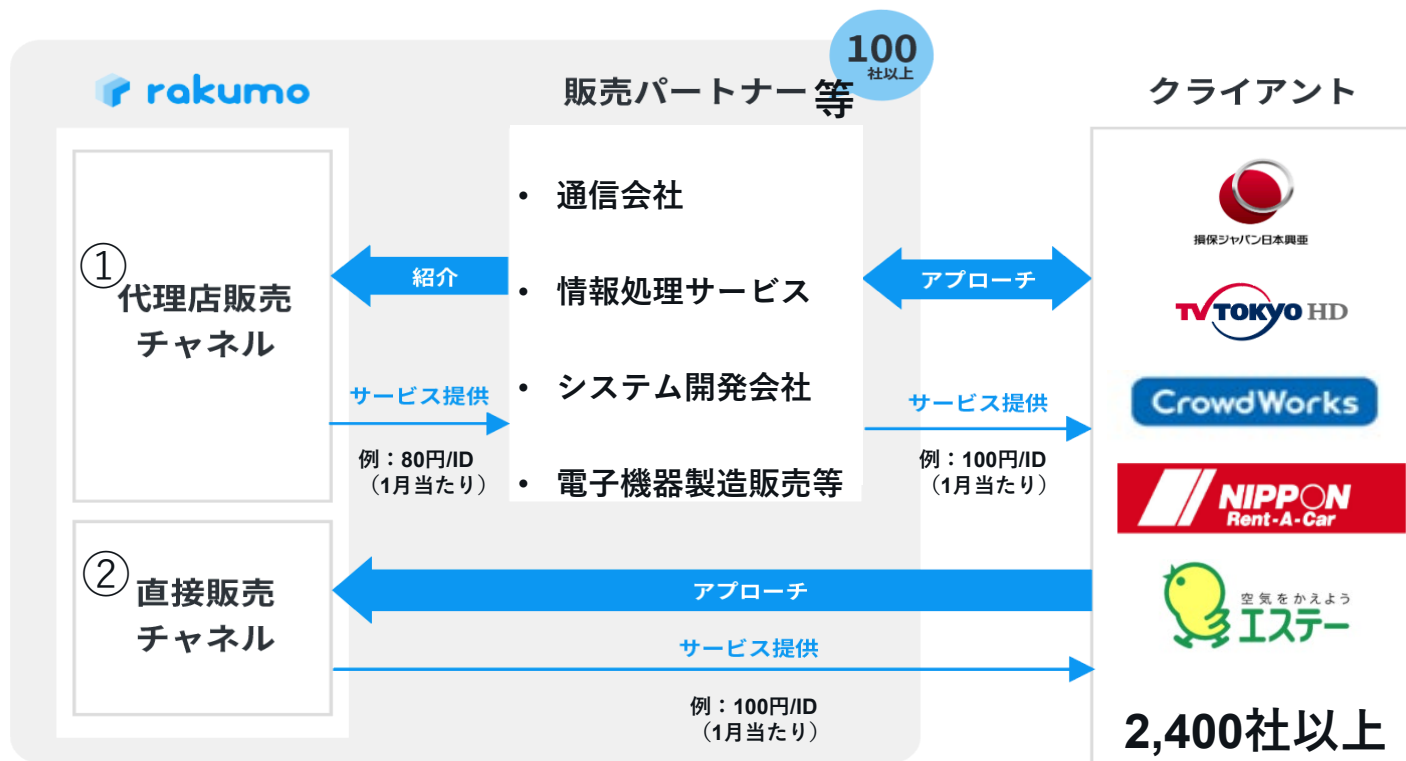 100
社以上
rakumo
販売パートナー等
クライアント
①
代理店販売
チャネル
紹介
サービス提供
例：80円/ID
（1月当たり）
• 通信会社
• 情報処理サービス
• システム開発会社
• 電子機器製造販売等
アプローチ
サービス提供
例：100円/ID
（1月当たり）
②
直接販売
チャネル
アプローチ
サービス提供
例：100円/ID
（1月当たり）
損保ジャパン日本興亜
TV TOKYO HD
CrowdWorks
NIPPON
Rent-A-Car
空気をかえよう
エステー
2,400社以上